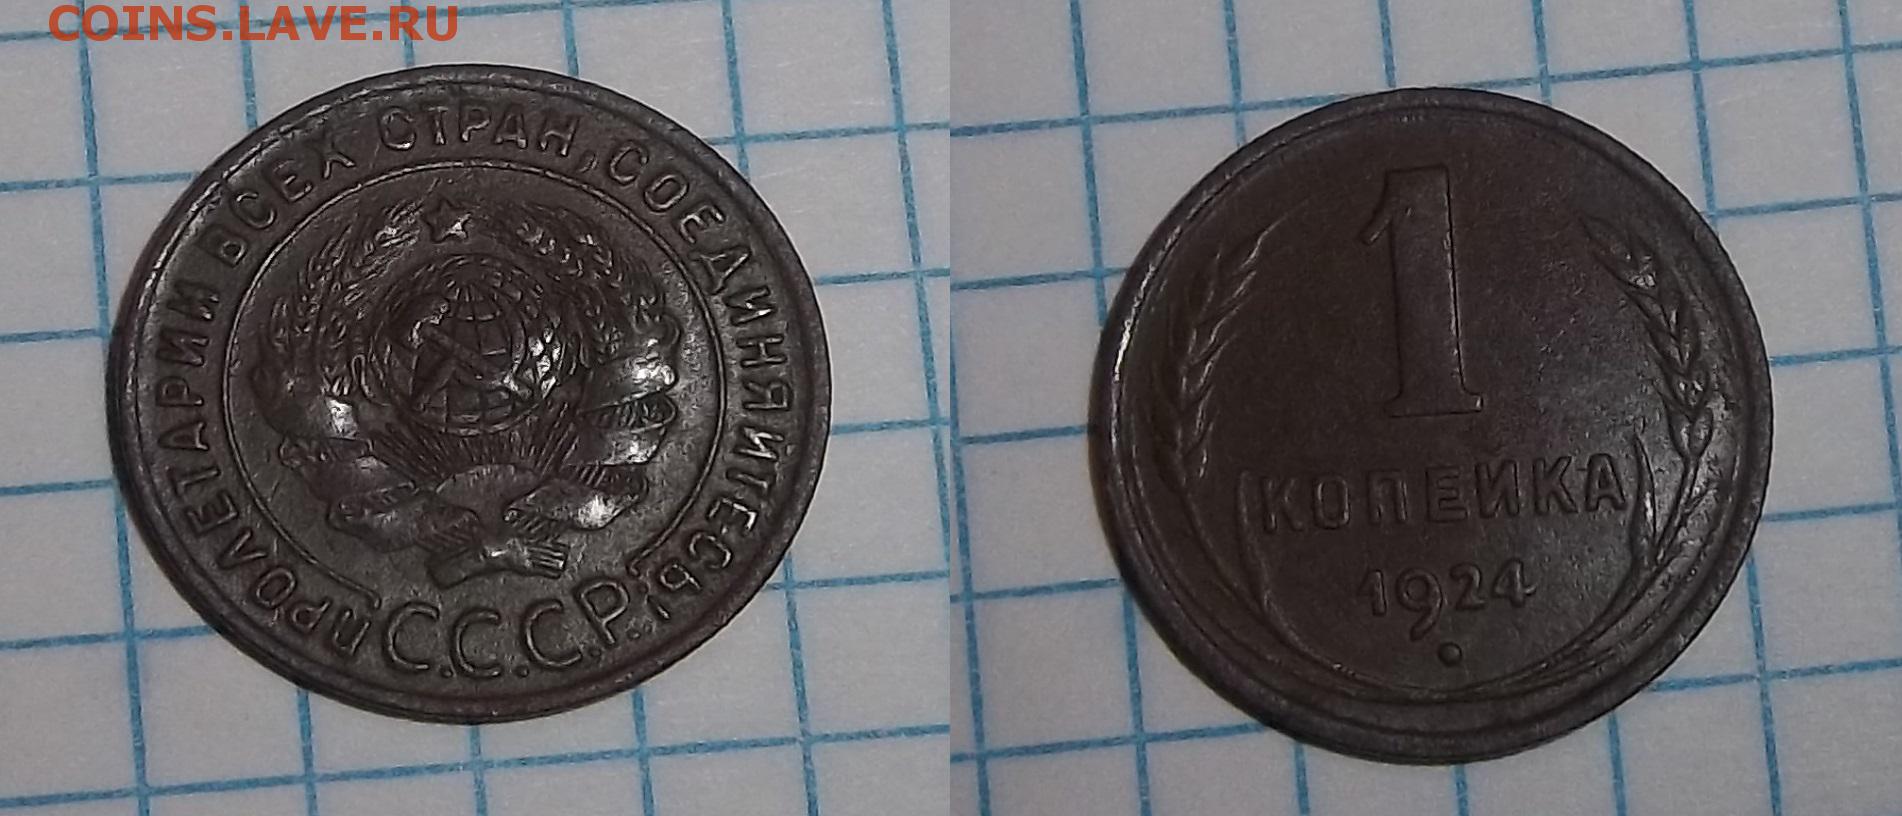 COINS.LAVE.RU
ПРОЛЕТАРИИ ВСЕХ СТРАН, СОЕДИНЯЙТЕСЬ!
С.С.С.Р.
1
КОПЕЙКА
1924